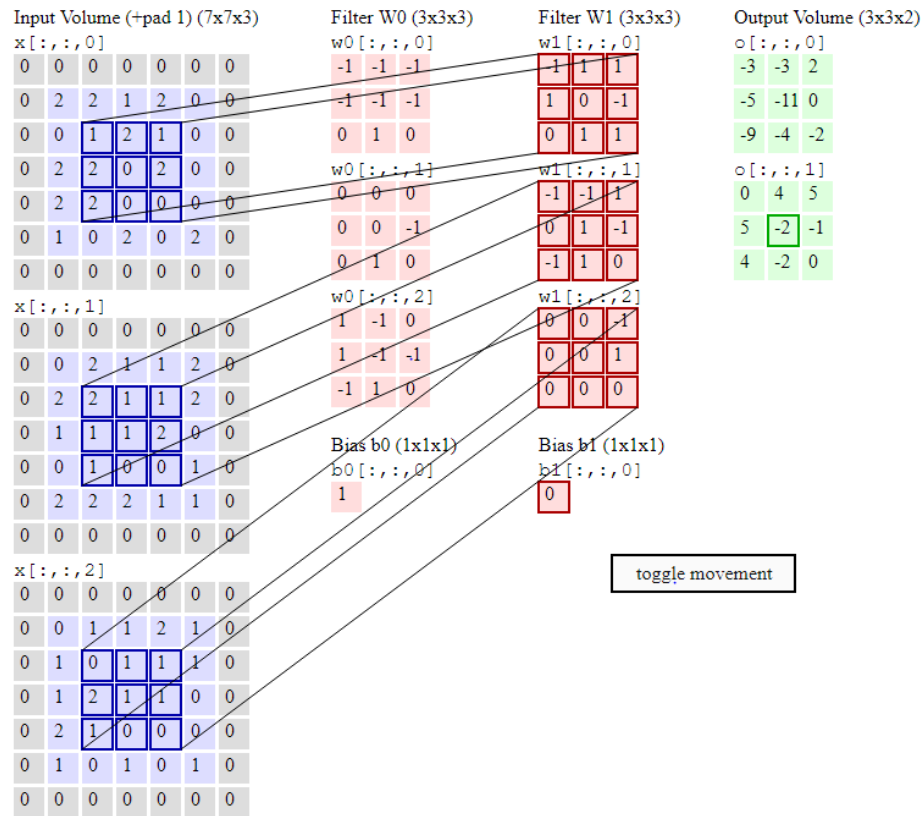 Input Volume (+pad 1) (7x7x3)
x[:,:,0]
0 0 0 0 0 0 0
0 2 2 1 2 0 0
0 0 1 2 1 0 0
0 2 2 0 2 0 0
0 2 2 0 0 0 0
0 1 0 2 0 2 0
0 0 0 0 0 0 0
x[:,:,1]
0 0 0 0 0 0 0
0 0 2 1 1 2 0
0 2 2 1 1 2 0
0 1 1 1 2 0 0
0 0 1 0 0 1 0
0 2 2 2 1 1 0
0 0 0 0 0 0 0
x[:,:,2]
0 0 0 0 0 0 0
0 0 1 1 2 1 0
0 1 0 1 1 1 0
0 1 2 1 1 0 0
0 2 1 0 0 0 0
0 1 0 1 0 1 0
0 0 0 0 0 0 0
Filter W0 (3x3x3)
w0[:,:,0]
-1 -1 -1
-1 -1 -1
0 1 0
w0[:,:,1]
0 0 0
0 0 -1
0 1 0
w0[:,:,2]
1 -1 0
1 -1 -1
-1 1 0
Bias b0 (1x1x1)
b0[:,:,0]
1
Filter W1 (3x3x3)
w1[:,:,0]
-1 1 1
1 0 -1
0 1 1
w1[:,:,1]
-1 -1 1
0 1 -1
-1 1 0
w1[:,:,2]
0 0 -1
0 0 1
0 0 0
Bias b1 (1x1x1)
b1[:,:,0]
0
Output Volume (3x3x2)
o[:,:,0]
-3 -3 2
-5 -11 0
-9 -4 -2
o[:,:,1]
0 4 5
5 -2 -1
4 -2 0
toggle movement